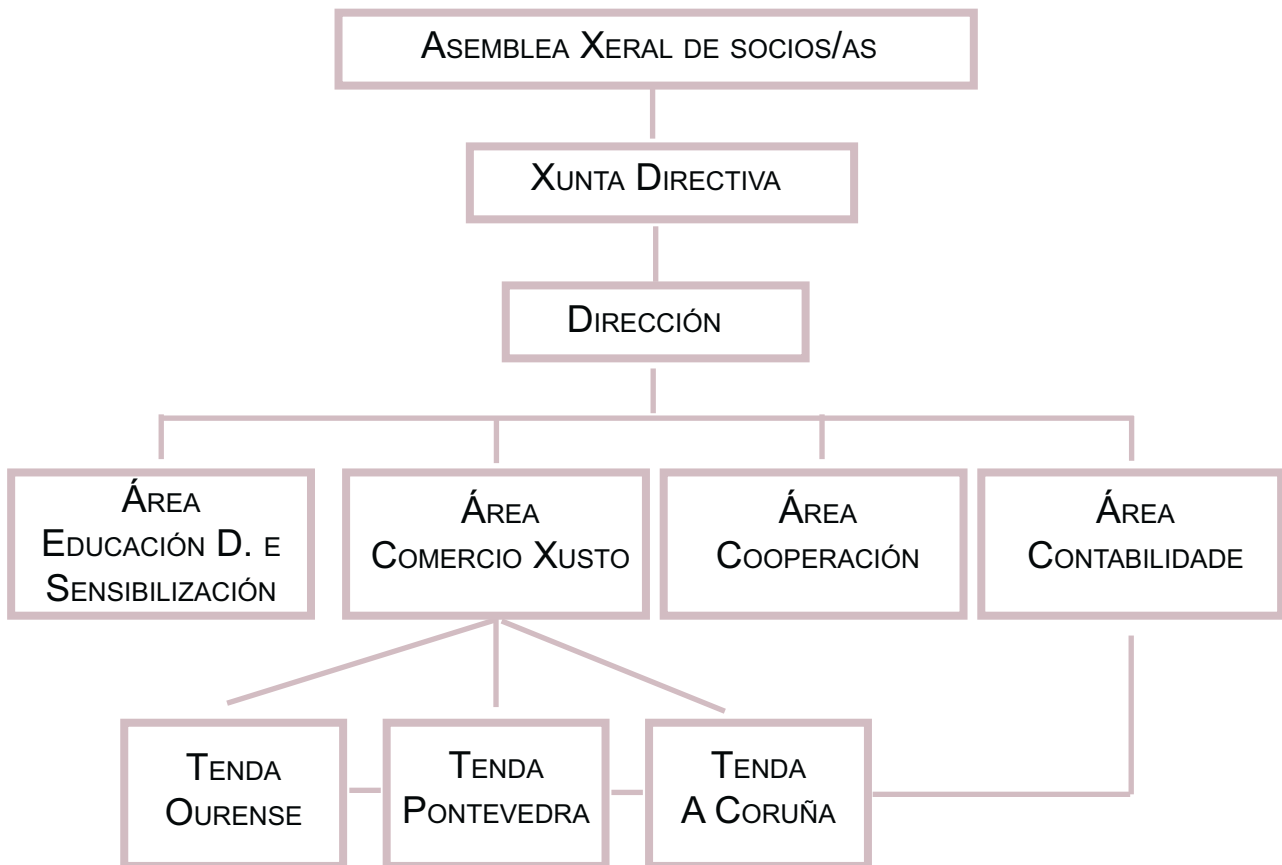 Asemblea Xeral de socios/as
Xunta Directiva
Dirección
Área
Educación D. e
Sensibilización
Área
Comercio Xusto
Área
Cooperación
Área
Contabilidade
Tenda
Ourense
Tenda
Pontevedra
Tenda
A Coruña